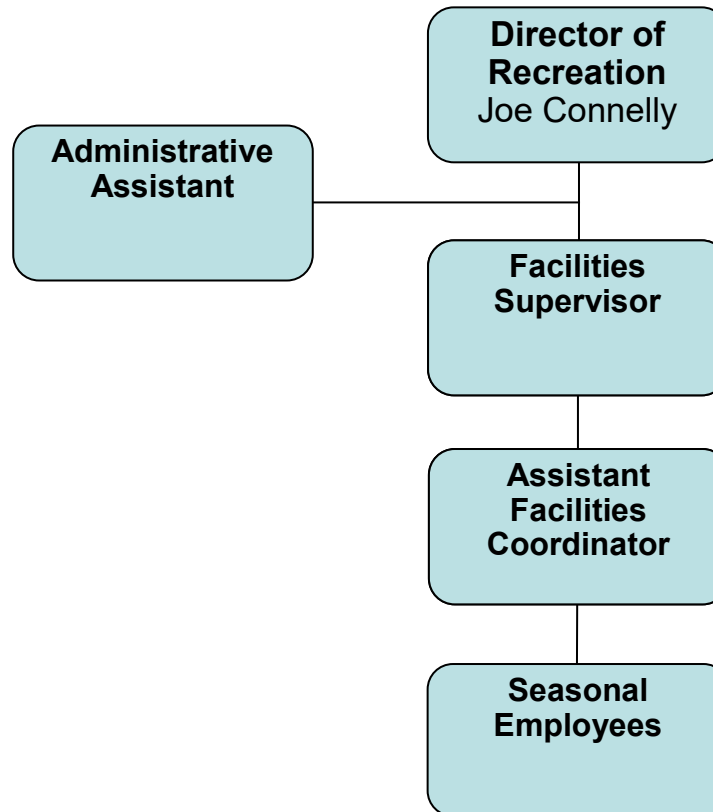 Director of
Recreation
Joe Connelly
Administrative
Assistant
Facilities
Supervisor
Assistant
Facilities
Coordinator
Seasonal
Employees